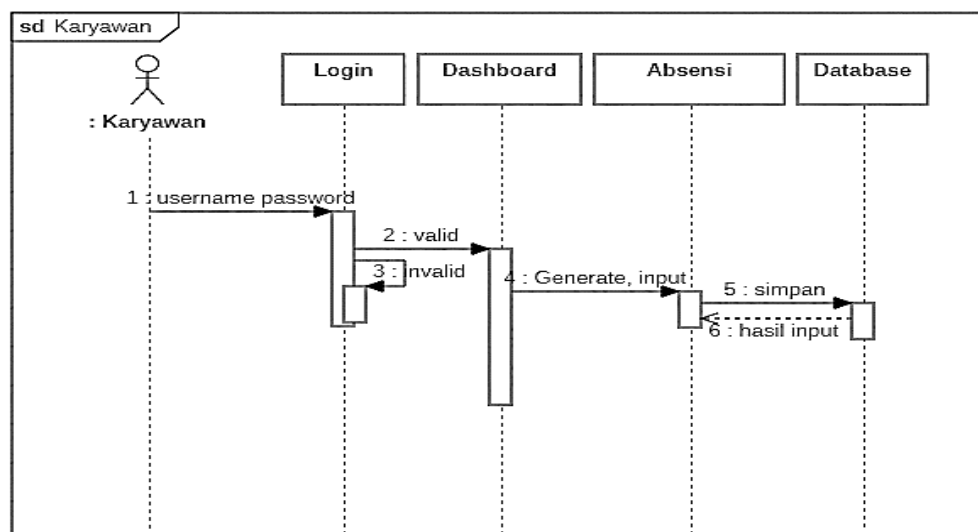 sd Karyawan
Login
Dashboard
Absensi
Database
: Karyawan
1 : username password
2 : valid
3 : invalid
4 : Generate, input
5 : simpan
6 : hasil input